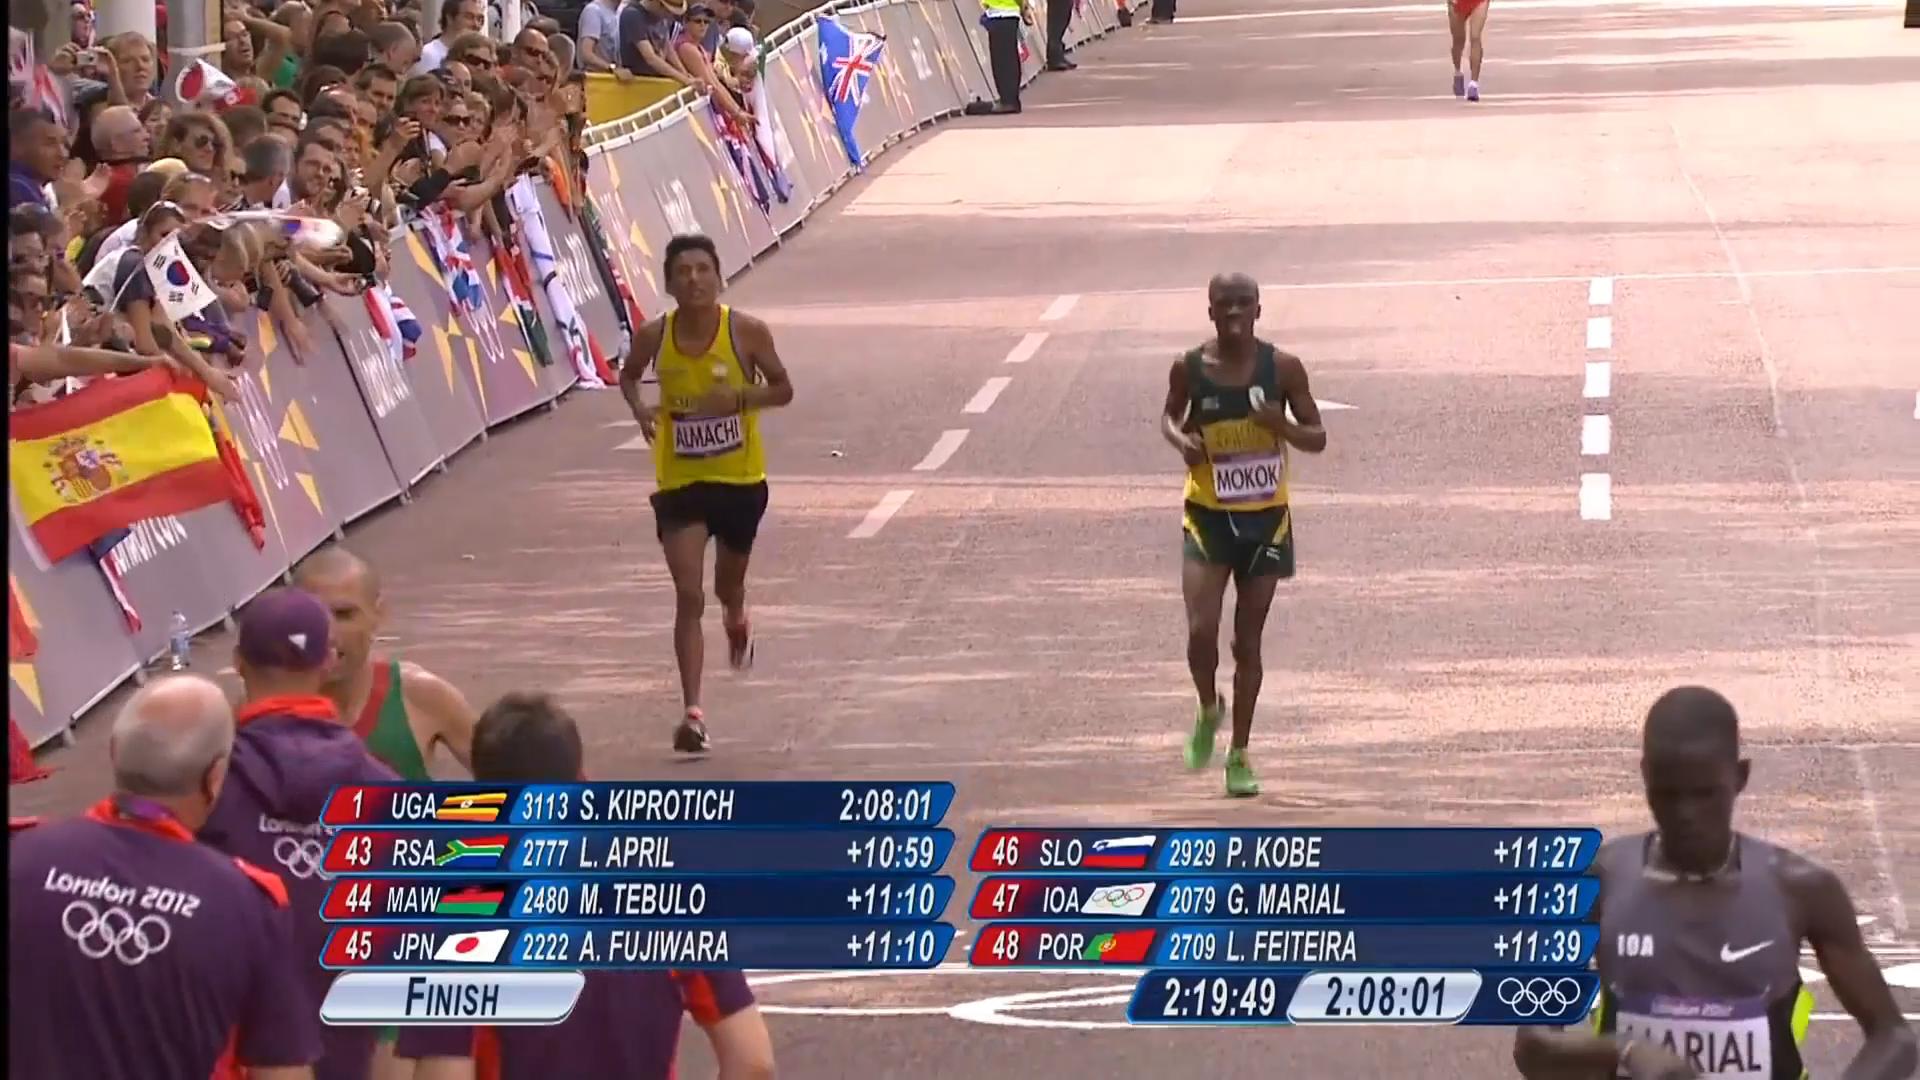 ALMACHI
MOKOK
London 2012
1 UGA 3113 S. KIPROTICH 2:08:01
43 RSA 2777 L. APRIL +10:59
44 MAW 2480 M. TEBULO +11:10
45 JPN 2222 A. FUJIWARA +11:10
46 SLO 2929 P. KOBE +11:27
47 IOA 2079 G. MARIAL +11:31
48 POR 2709 L. FEITEIRA +11:39
FINISH
2:19:49 2:08:01
IOA
London 2012
MARIAL